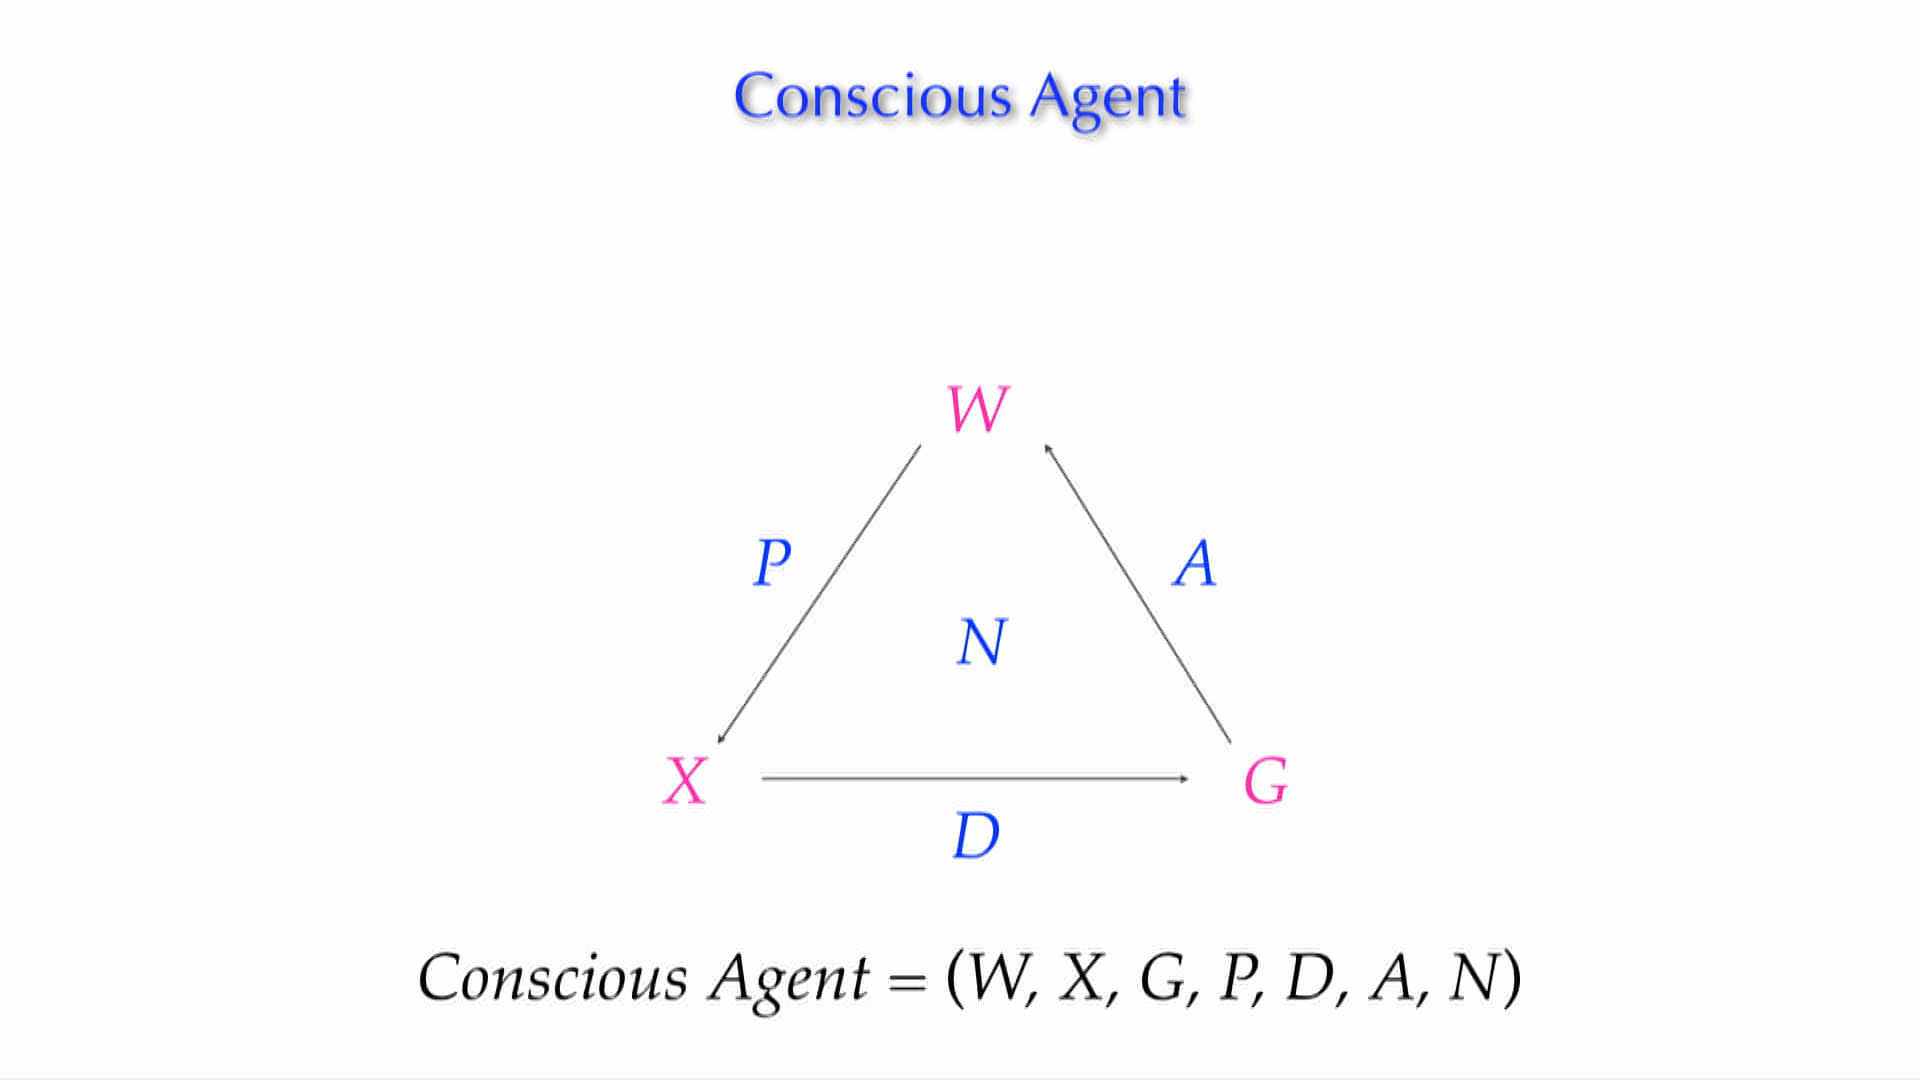 Conscious Agent
W
P
A
N
X
G
D
Conscious Agent = (W, X, G, P, D, A, N)